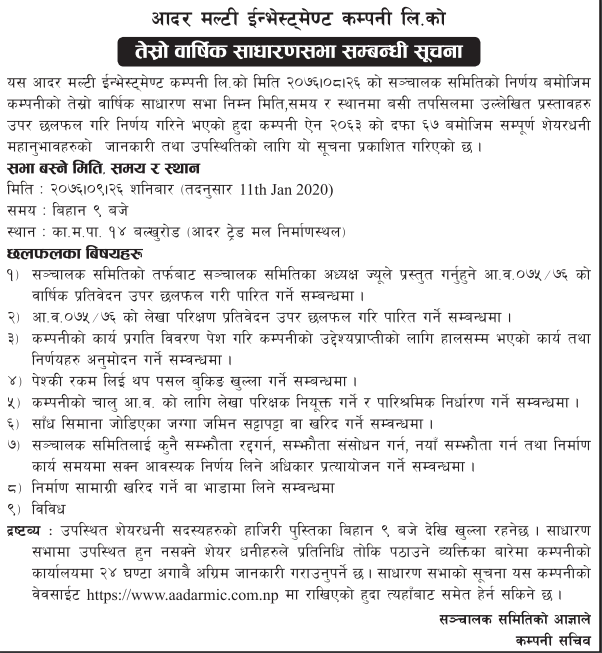 आदर मल्टी ईन्भेस्ट्मेण्ट कम्पनी लि.को
तेस्रो वार्षिक साधारणसभा सम्बन्धी सूचना
यस आदर मल्टी ईन्भेस्ट्मेण्ट कम्पनी लि.को मिति २०७६।०८।२६ को सञ्चालक समितिको निर्णय बमोजिम
कम्पनीको तेस्रो वार्षिक साधारण सभा निम्न मिति,समय र स्थानमा बसी तपसिलमा उल्लेखित प्रस्तावहरु
उपर छलफल गरि निर्णय गरिने भएको हुदा कम्पनी ऐन २०६३ को दफा ६७ बमोजिम सम्पूर्ण शेयरधनी
महानुभावहरुको जानकारी तथा उपस्थितिको लागि यो सूचना प्रकाशित गरिएको छ ।
सभा बस्ने मिति, समय र स्थान
मिति : २०७६।०९।२६ शनिबार (तदनुसार 11th Jan 2020)
समय : बिहान ९ बजे
स्थान : का.म.पा. १४ बल्खुरोड (आदर ट्रेड मल निर्माणस्थल)
छलफलका बिषयहरू
१) सञ्चालक समितिको तर्फबाट सञ्चालक समितिका अध्यक्ष ज्यूले प्रस्तुत गर्नुहुने आ.व.०७५/७६ को
वार्षिक प्रतिवेदन उपर छलफल गरी पारित गर्ने सम्बन्धमा ।
२) आ.व.०७५/७६ को लेखा परिक्षण प्रतिवेदन उपर छलफल गरि पारित गर्ने सम्बन्धमा ।
३) कम्पनीको कार्य प्रगति विवरण पेश गरि कम्पनीको उद्देश्यप्राप्तीको लागि हालसम्म भएको कार्य तथा
निर्णयहरु अनुमोदन गर्ने सम्वन्धमा ।
४) पेश्की रकम लिई थप पसल बुकिङ खुल्ला गर्ने सम्बन्धमा ।
५) कम्पनीको चालु आ.व. को लागि लेखा परिक्षक नियूक्त गर्ने र पारिश्रमिक निर्धारण गर्ने सम्बन्धमा ।
६) साँध सिमाना जोडिएका जग्गा जमिन सट्टापट्टा वा खरिद गर्ने सम्बन्धमा ।
७) सञ्चालक समितिलाई कुनै सम्झौता रद्दगर्न, सम्झौता संसोधन गर्न, नयाँ सम्झौता गर्न तथा निर्माण
कार्य समयमा सक्न आवस्यक निर्णय लिने अधिकार प्रत्यायोजन गर्ने सम्बन्धमा ।
८) निर्माण सामाग्री खरिद गर्ने वा भाडामा लिने सम्बन्धमा
९) विविध
द्रष्टव्य : उपस्थित शेयरधनी सदस्यहरुको हाजिरी पुस्तिका बिहान ९ बजे देखि खुल्ला रहनेछ । साधारण
सभामा उपस्थित हुन नसक्ने शेयर धनीहरुले प्रतिनिधि तोकि पठाउने व्यक्तिका बारेमा कम्पनीको
कार्यालयमा २४ घण्टा अगाबै अग्रिम जानकारी गराउनुपर्ने छ । साधारण सभाको सूचना यस कम्पनीको
वेवसाईट https://www.aadarmic.com.np मा राखिएको हुदा त्यहाँबाट समेत हेर्न सकिने छ ।
सञ्चालक समितिको आज्ञाले
कम्पनी सचिव